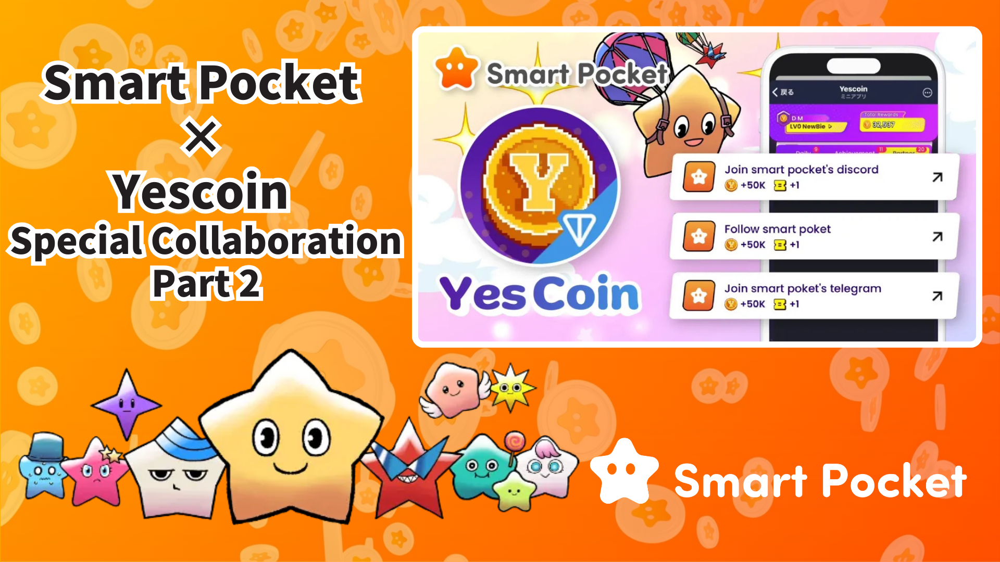 Smart Pocket
×
Yescoin
Special Collaboration
Part 2
Smart Pocket
Y
Yes Coin
戻る
Yescoin
ミニアプリ
D M
LV0 NewBie
Total Rewards
32,537
Daily 9
Achievement 11
Partner 20
Join smart pocket's discord
+50K +1
Follow smart poket
+50K +1
Join smart poket's telegram
+50K +1
Smart Pocket